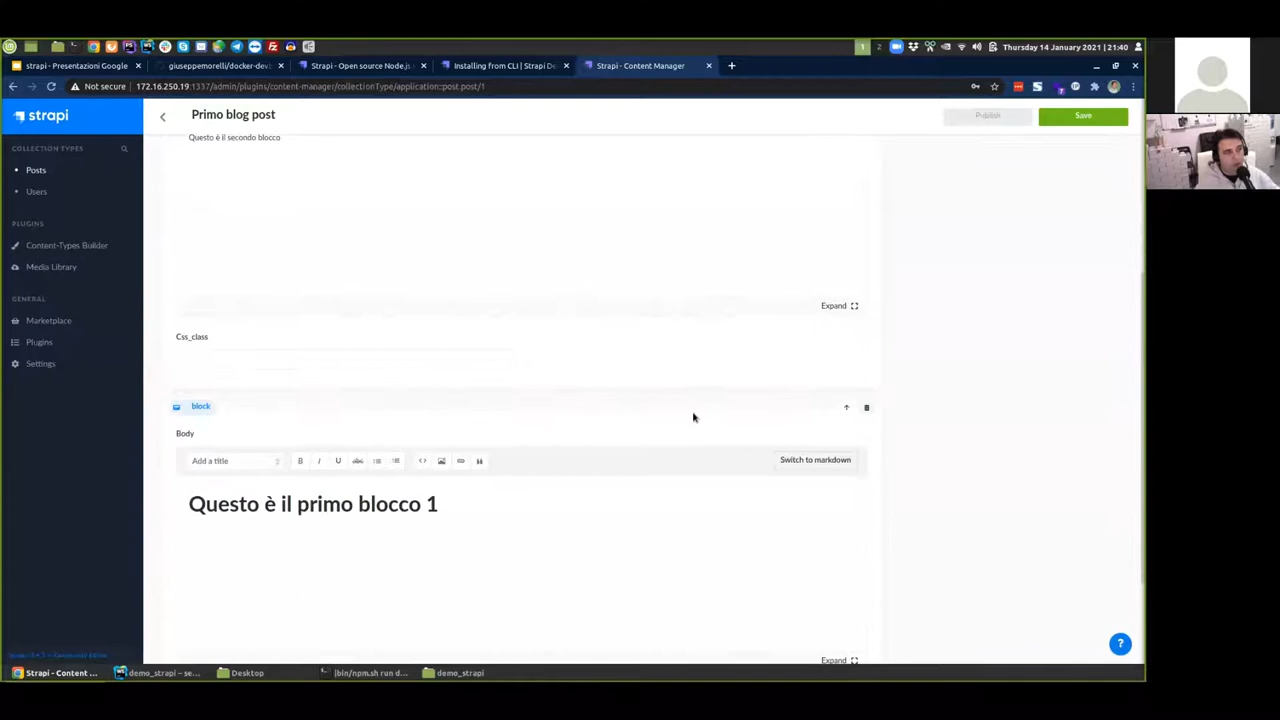 Thursday 14 January 2021 | 21:40
1
2
strapi - Presentazioni Google
giuseppemorelli/docker-dev
Strapi - Open source Node.js
Installing from CLI | Strapi De
Strapi - Content Manager
Not secure
172.16.250.19:1337/admin/plugins/content-manager/collectionType/application::post.post/1
strapi
Primo blog post
Publish
Save
COLLECTION TYPES
Posts
Users
PLUGINS
Content-Types Builder
Media Library
GENERAL
Marketplace
Plugins
Settings
Questo è il secondo blocco
Expand
Css_class
block
Body
Add a title
B
I
U
abc
Switch to markdown
Questo è il primo blocco 1
Expand
?
Strapi - Content ...
demo_strapi – se...
Desktop
/bin/npm.sh run d...
demo_strapi